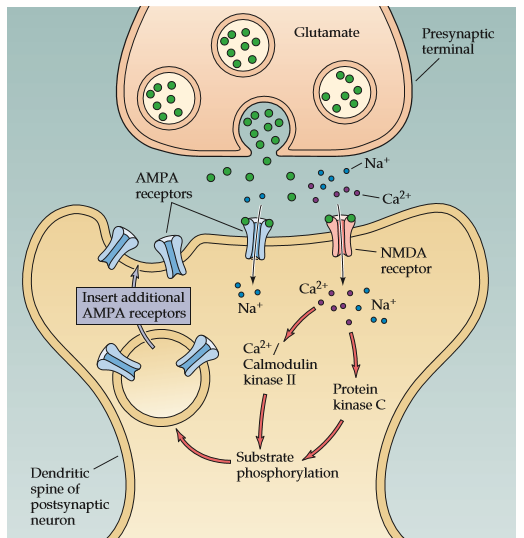 Glutamate
Presynaptic
terminal
AMPA
receptors
Na⁺
Ca²⁺
NMDA
receptor
Insert additional
AMPA receptors
Na⁺
Ca²⁺
Na⁺
Ca²⁺/
Calmodulin
kinase II
Protein
kinase C
Substrate
phosphorylation
Dendritic
spine of
postsynaptic
neuron